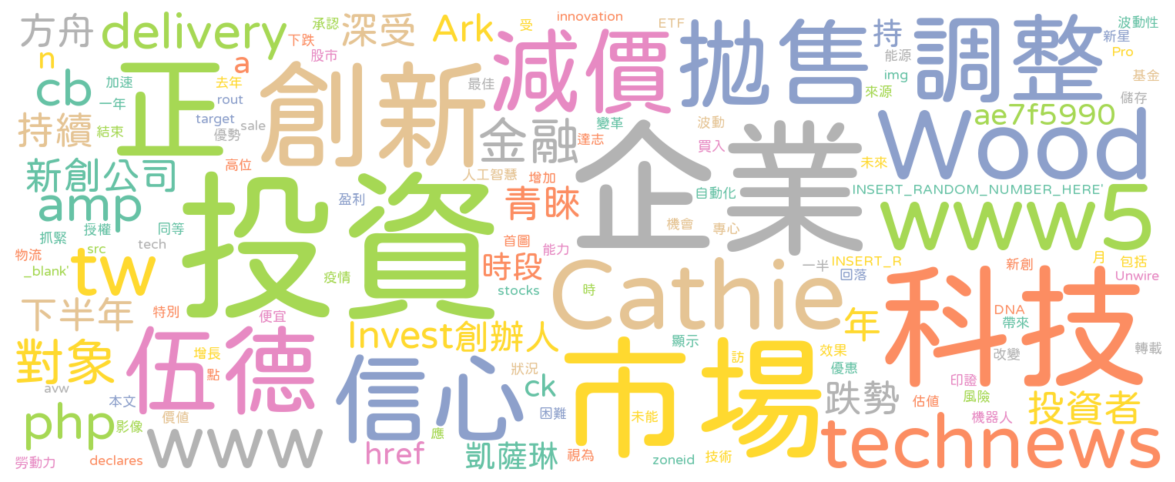 方舟 delivery 承認 下跌 深受 Ark 受 innovation ETF 持 調整 波動性 新星 Pro
n a 股市 減價 拋售 能源 img 來源 基金 儲存
cb 加速 一年 去年 rout target sale 優勢 正 創新 最佳 變革 波動 買入 ae7f5990
持續 結束 高位 金融 達志 企業 未來 Wood
新創公司 amp 授權 同等 投資 盈利 人工智慧 增加 青睞 自動化 INSERT_RANDOM_NUMBER_HERE'
抓緊 src tech 首圖 能力 機會 專心 www5
物流 _blank' tw 疫情 時段 stocks 時 Cathie 一半 INSERT_R 回落 新創 月 包括 Unwire
下半年 特別 便宜 Invest創辦人 年 科技 DNA 帶來
對象 伍德 增長 點 狀況 顯示 市場 訪 效果 優惠 改變 轉載
avw 本文 價值 信心 ck 困難 未能 跌勢 印證 風險 估值 機器人 投資者
php 影像 www 應 href 凱薩琳 視為 zoneid 技術 technews
勞動力 declares